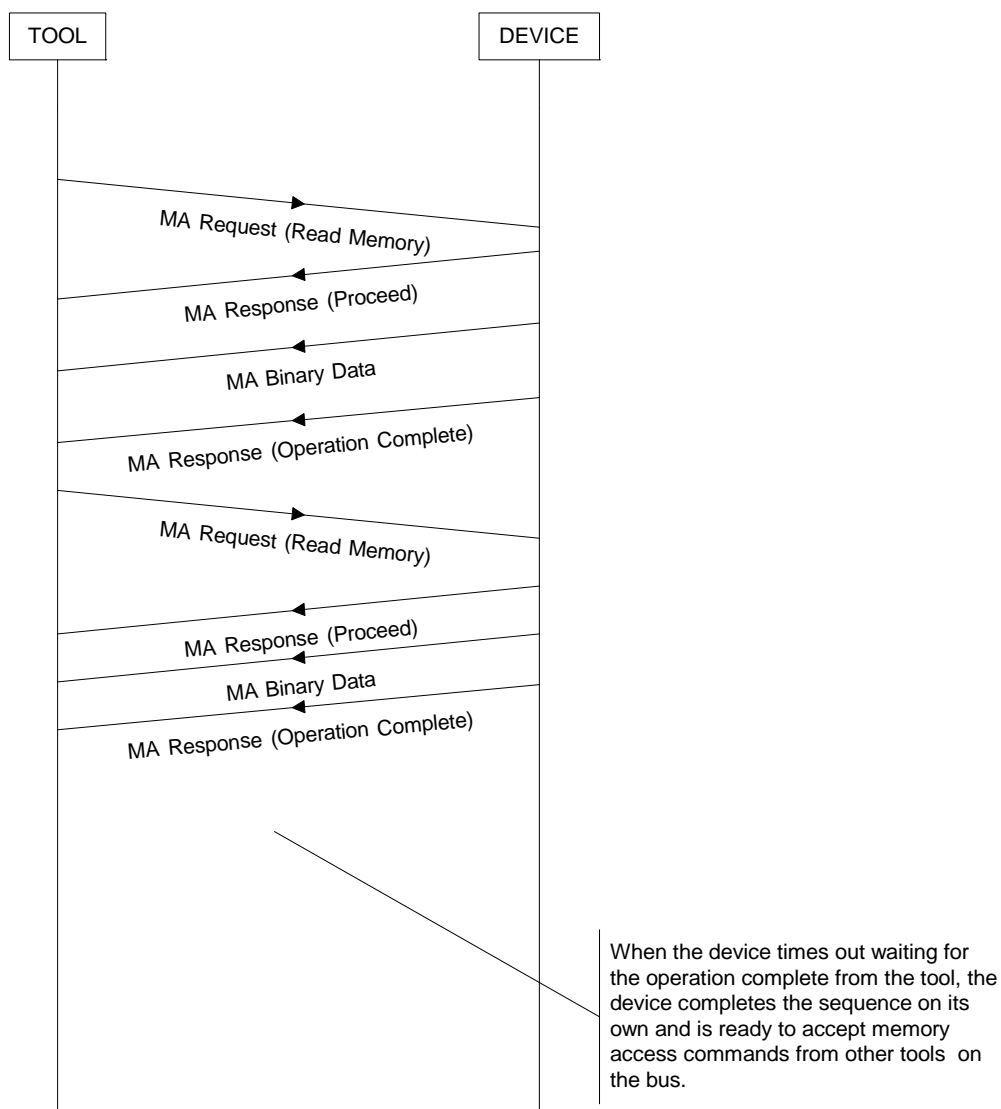 TOOL
DEVICE
MA Request (Read Memory)
MA Response (Proceed)
MA Binary Data
MA Response (Operation Complete)
MA Request (Read Memory)
MA Response (Proceed)
MA Binary Data
MA Response (Operation Complete)
When the device times out waiting for
the operation complete from the tool, the
device completes the sequence on its
own and is ready to accept memory
access commands from other tools on
the bus.